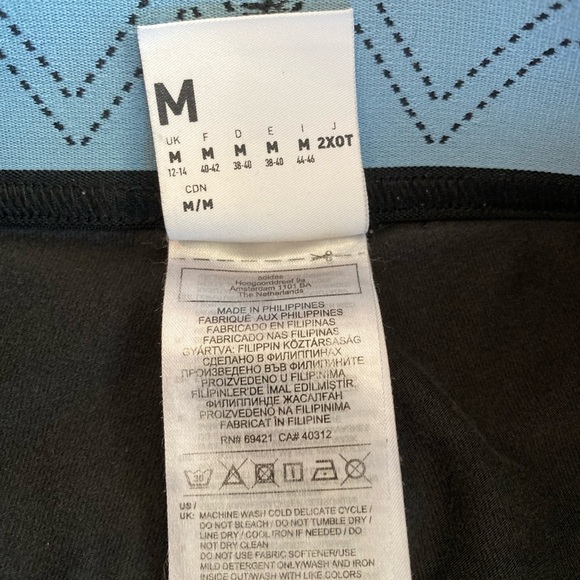 M
UK F D E I J
M M M M M 2XOT
12-14 40-42 38-40 38-40 44-46
CDN
M/M
adidas
Hoogoorddreef 9a
Amsterdam 1101 BA
The Netherlands
MADE IN PHILIPPINES
FABRIQUÉ AUX PHILIPPINES
FABRICADO EN FILIPINAS
FABRICADO NAS FILIPINAS
GYÁRTVA: FILIPPIN KÖZTÁRSASÁG
СДЕЛАНО В ФИЛИППИНАХ
ПРОИЗВЕДЕНО ВЪВ ФИЛИПИНИТЕ
PROIZVEDENO U FILIPINIMA
FİLİPİNLER'DE İMAL EDİLMİŞTİR.
ФИЛИППИНДЕ ЖАСАЛҒАН
PROIZVEDENO NA FILIPINIMA
FABRICAT ÎN FILIPINE
RN# 69421 CA# 40312
30
US /
UK: MACHINE WASH COLD DELICATE CYCLE /
DO NOT BLEACH / DO NOT TUMBLE DRY /
LINE DRY / COOL IRON IF NEEDED / DO
NOT DRY CLEAN
DO NOT USE FABRIC SOFTENER/USE
MILD DETERGENT ONLY/WASH AND IRON
INSIDE OUT/WASH WITH LIKE COLORS